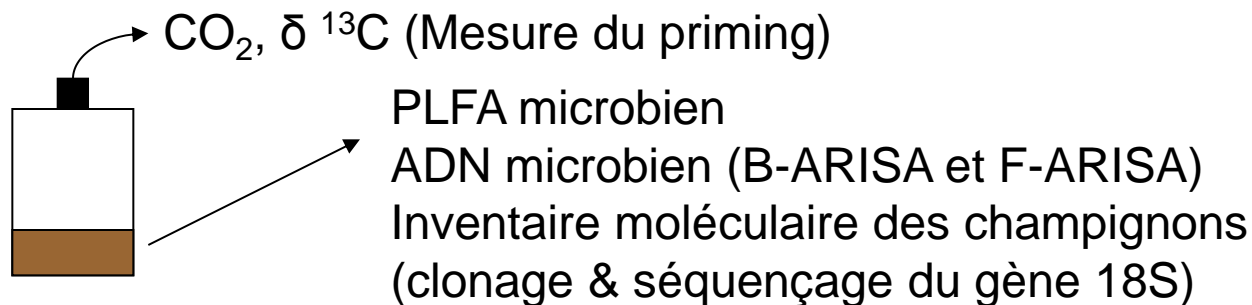 CO₂, δ ¹³C (Mesure du priming)
PLFA microbien
ADN microbien (B-ARISA et F-ARISA)
Inventaire moléculaire des champignons
(clonage & séquençage du gène 18S)